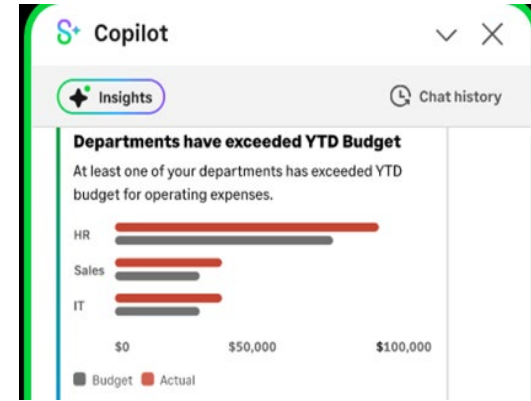 Copilot
Insights
Chat history
Departments have exceeded YTD Budget
At least one of your departments has exceeded YTD
budget for operating expenses.
HR
Sales
IT
$0 $50,000 $100,000
Budget Actual